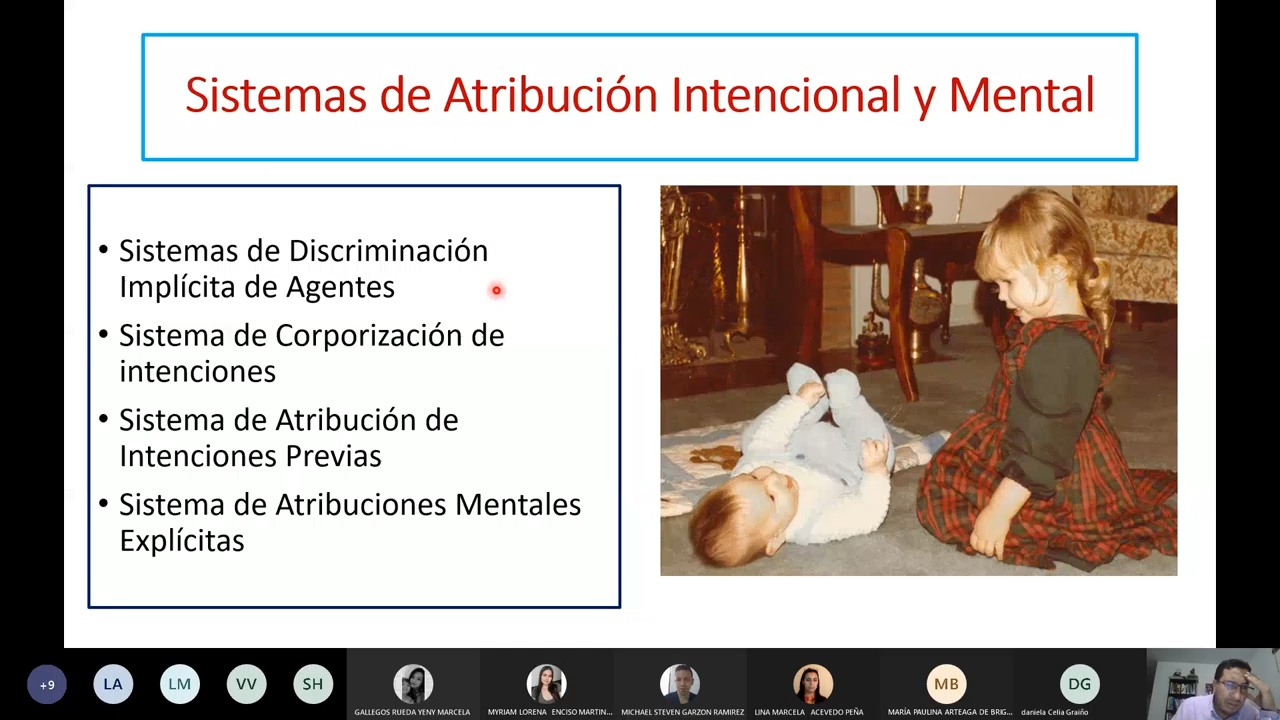 Sistemas de Atribución Intencional y Mental
• Sistemas de Discriminación
Implícita de Agentes
• Sistema de Corporización de
intenciones
• Sistema de Atribución de
Intenciones Previas
• Sistema de Atribuciones Mentales
Explícitas
+9
LA
LM
VV
SH
GALLEGOS RUEDA YENY MARCELA
MYRIAM LORENA ENCISO MARTIN...
MICHAEL STEVEN GARZON RAMIREZ
LINA MARCELA ACEVEDO PEÑA
MB
MARÍA PAULINA ARTEAGA DE BRIG...
DG
daniela Celia Graiño